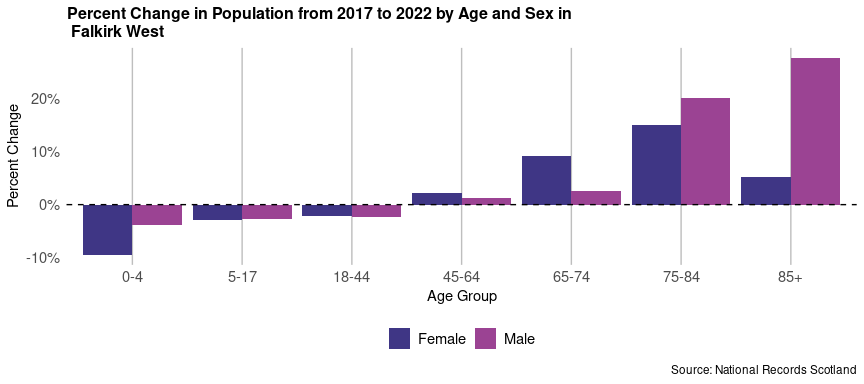 Percent Change in Population from 2017 to 2022 by Age and Sex in
Falkirk West
Percent Change
20%
10%
0%
-10%
0-4 5-17 18-44 45-64 65-74 75-84 85+
Age Group
Female Male
Source: National Records Scotland